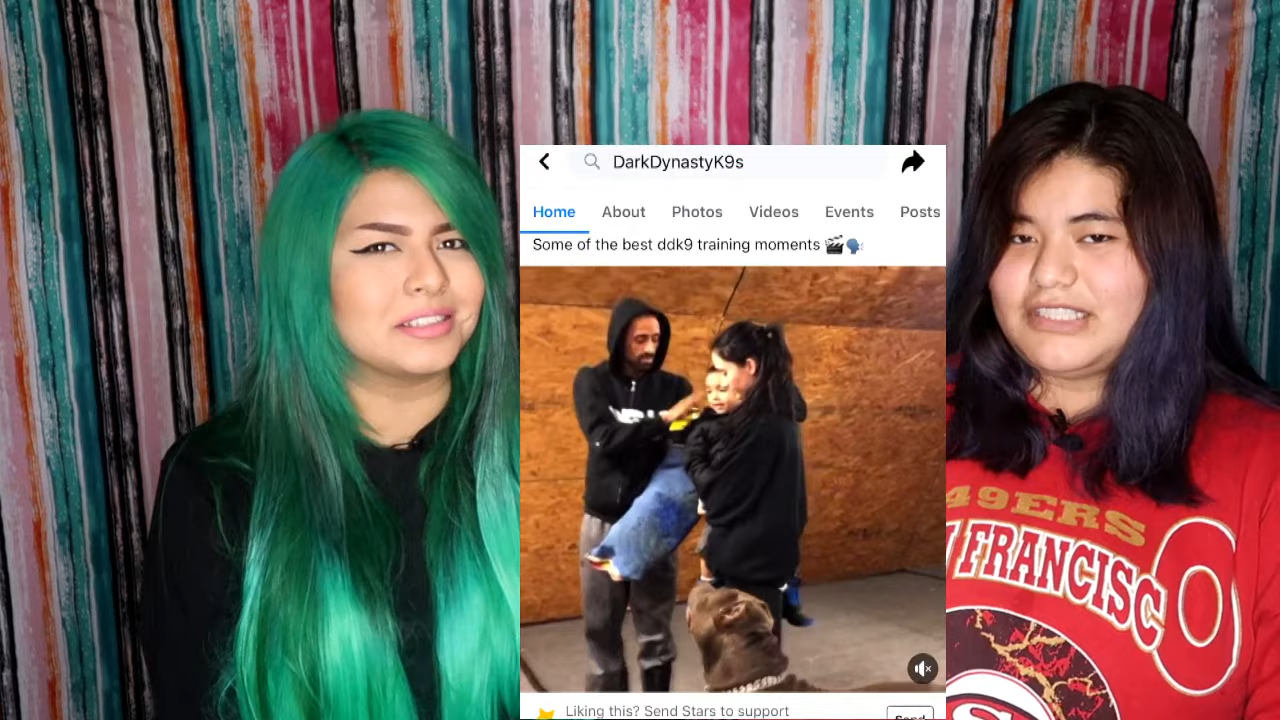 DarkDynastyK9s
Home About Photos Videos Events Posts
Some of the best ddk9 training moments 🎬🗣
Liking this? Send Stars to support
Send
49ERS
FRANCISCO